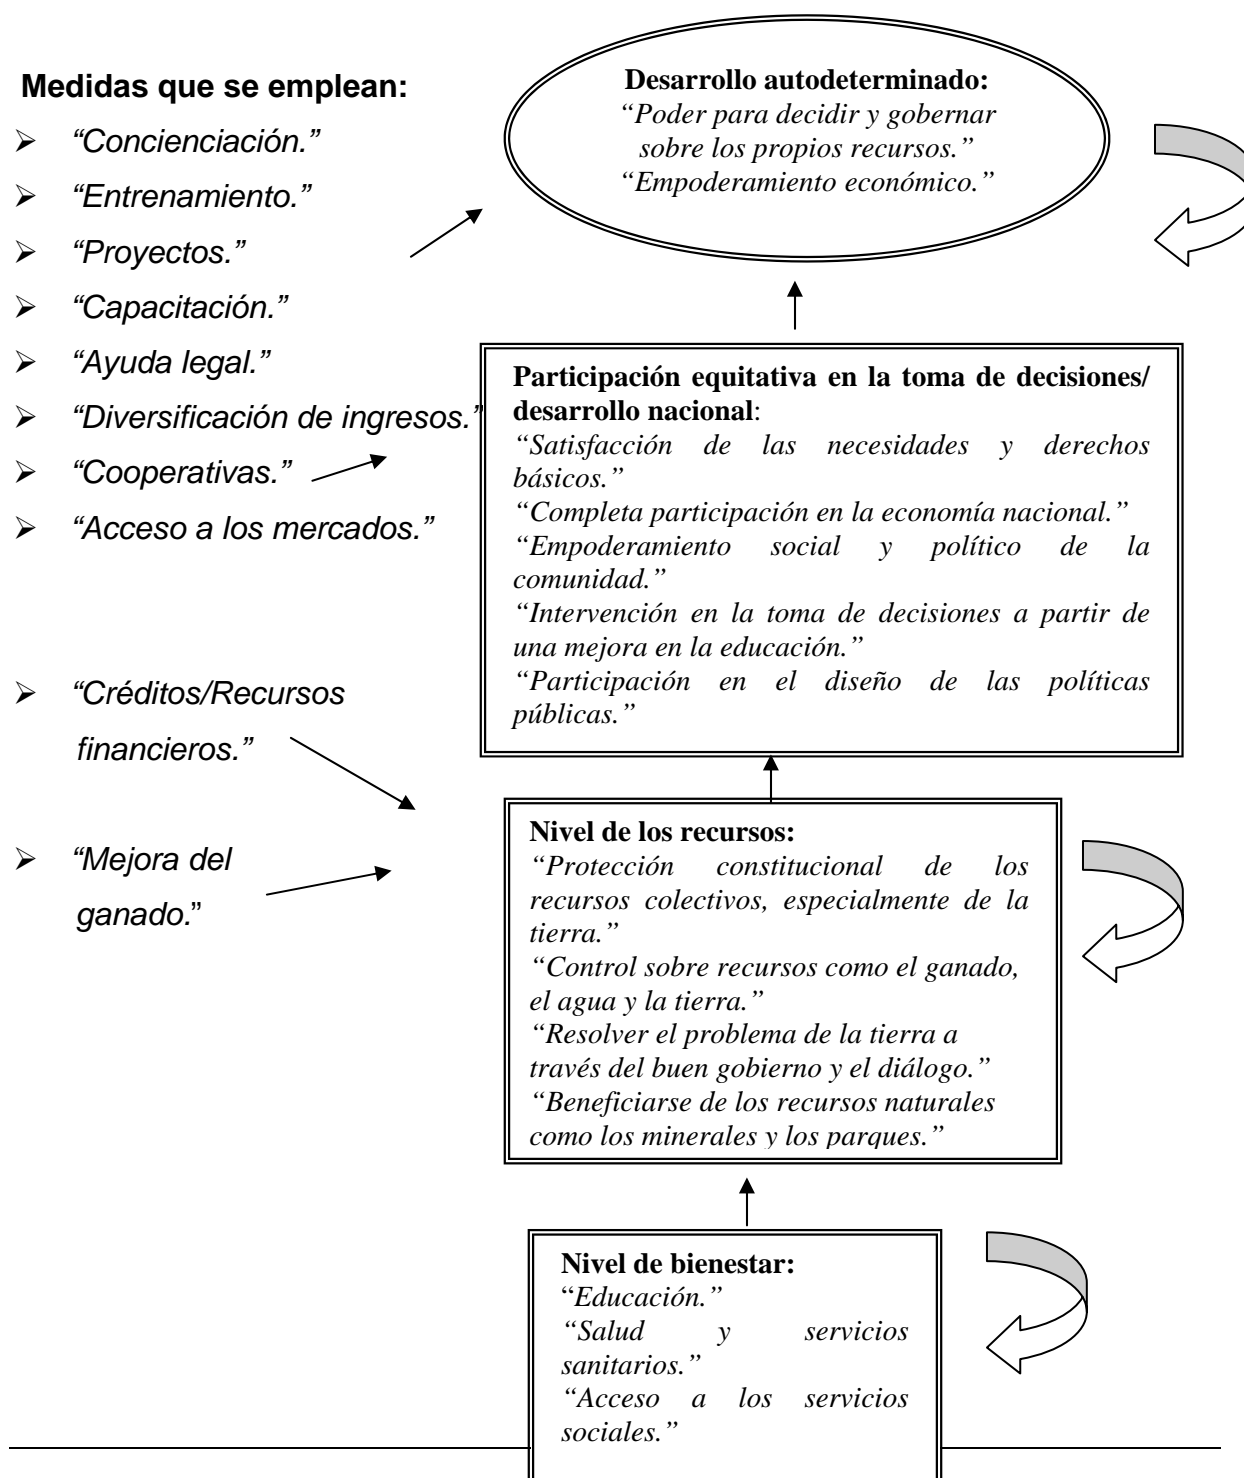 Medidas que se emplean:
➢ “Concienciación.”
➢ “Entrenamiento.”
➢ “Proyectos.”
➢ “Capacitación.”
➢ “Ayuda legal.”
➢ “Diversificación de ingresos.”
➢ “Cooperativas.”
➢ “Acceso a los mercados.”
➢ “Créditos/Recursos
financieros.”
➢ “Mejora del
ganado.”
Desarrollo autodeterminado:
“Poder para decidir y gobernar
sobre los propios recursos.”
“Empoderamiento económico.”
Participación equitativa en la toma de decisiones/
desarrollo nacional:
“Satisfacción de las necesidades y derechos
básicos.”
“Completa participación en la economía nacional.”
“Empoderamiento social y político de la
comunidad.”
“Intervención en la toma de decisiones a partir de
una mejora en la educación.”
“Participación en el diseño de las políticas
públicas.”
Nivel de los recursos:
“Protección constitucional de los
recursos colectivos, especialmente de la
tierra.”
“Control sobre recursos como el ganado,
el agua y la tierra.”
“Resolver el problema de la tierra a
través del buen gobierno y el diálogo.”
“Beneficiarse de los recursos naturales
como los minerales y los parques.”
Nivel de bienestar:
“Educación.”
“Salud y servicios
sanitarios.”
“Acceso a los servicios
sociales.”